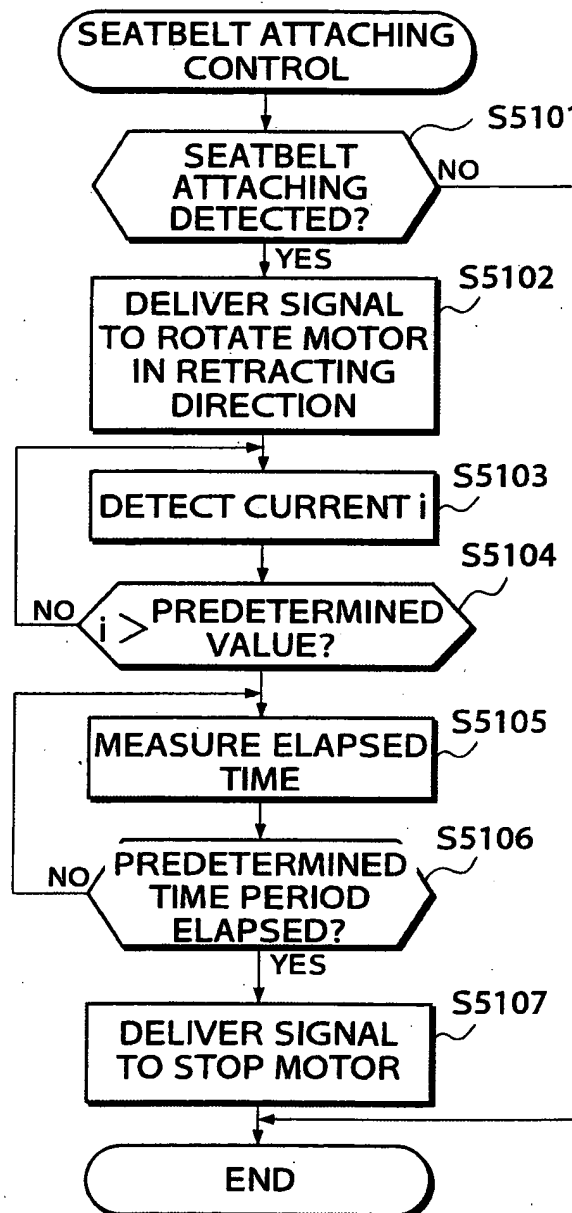 SEATBELT ATTACHING
CONTROL
S5101
SEATBELT
ATTACHING
DETECTED?
NO
YES
S5102
DELIVER SIGNAL
TO ROTATE MOTOR
IN RETRACTING
DIRECTION
S5103
DETECT CURRENT i
S5104
NO
i > PREDETERMINED
VALUE?
S5105
MEASURE ELAPSED
TIME
S5106
PREDETERMINED
NO
TIME PERIOD
ELAPSED?
YES
S5107
DELIVER SIGNAL
TO STOP MOTOR
END